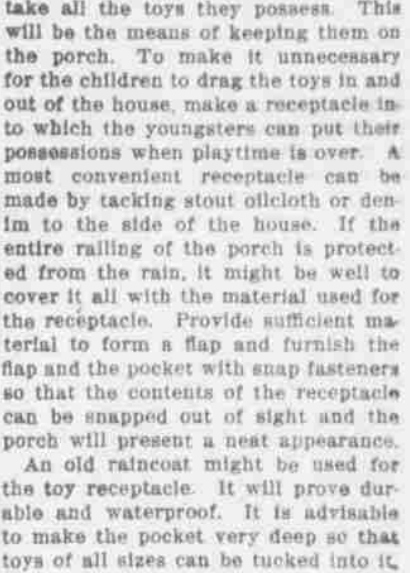 take all the toys they possess. This
will be the means of keeping them on
the porch. To make it unnecessary
for the children to drag the toys in and
out of the house, make a receptacle in-
to which the youngsters can put their
possessions when playtime is over. A
most convenient receptacle can be
made by tacking stout oilcloth or den-
im to the side of the house. If the
entire railing of the porch is protect-
ed from the rain, it might be well to
cover it all with the material used for
the receptacle. Provide sufficient ma-
terial to form a flap and furnish the
flap and the pocket with snap fasteners
so that the contents of the receptacle
can be snapped out of sight and the
porch will present a neat appearance.
An old raincoat might be used for
the toy receptacle. It will prove dur-
able and waterproof. It is advisable
to make the pocket very deep so that
toys of all sizes can be tucked into it.